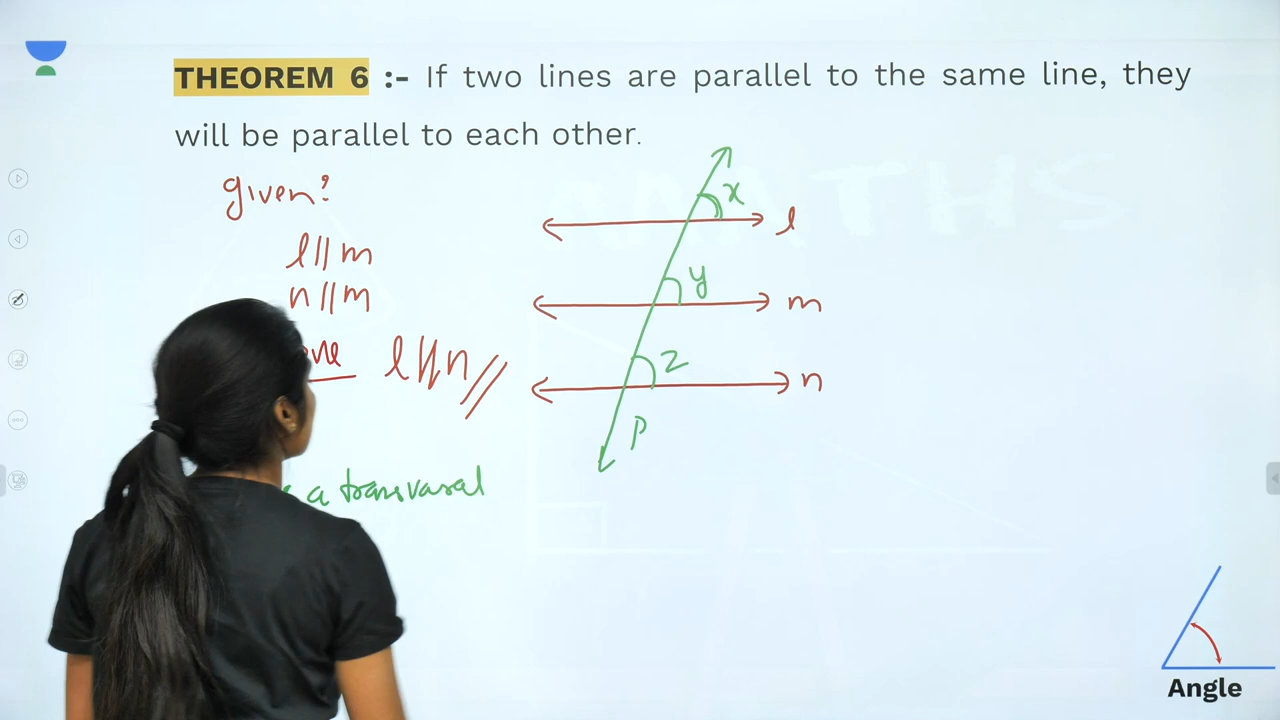 THEOREM 6 :- If two lines are parallel to the same line, they
will be parallel to each other.
given:
l || m
n || m
l || n //
a transvasal
x
l
y
m
z
n
p
Angle